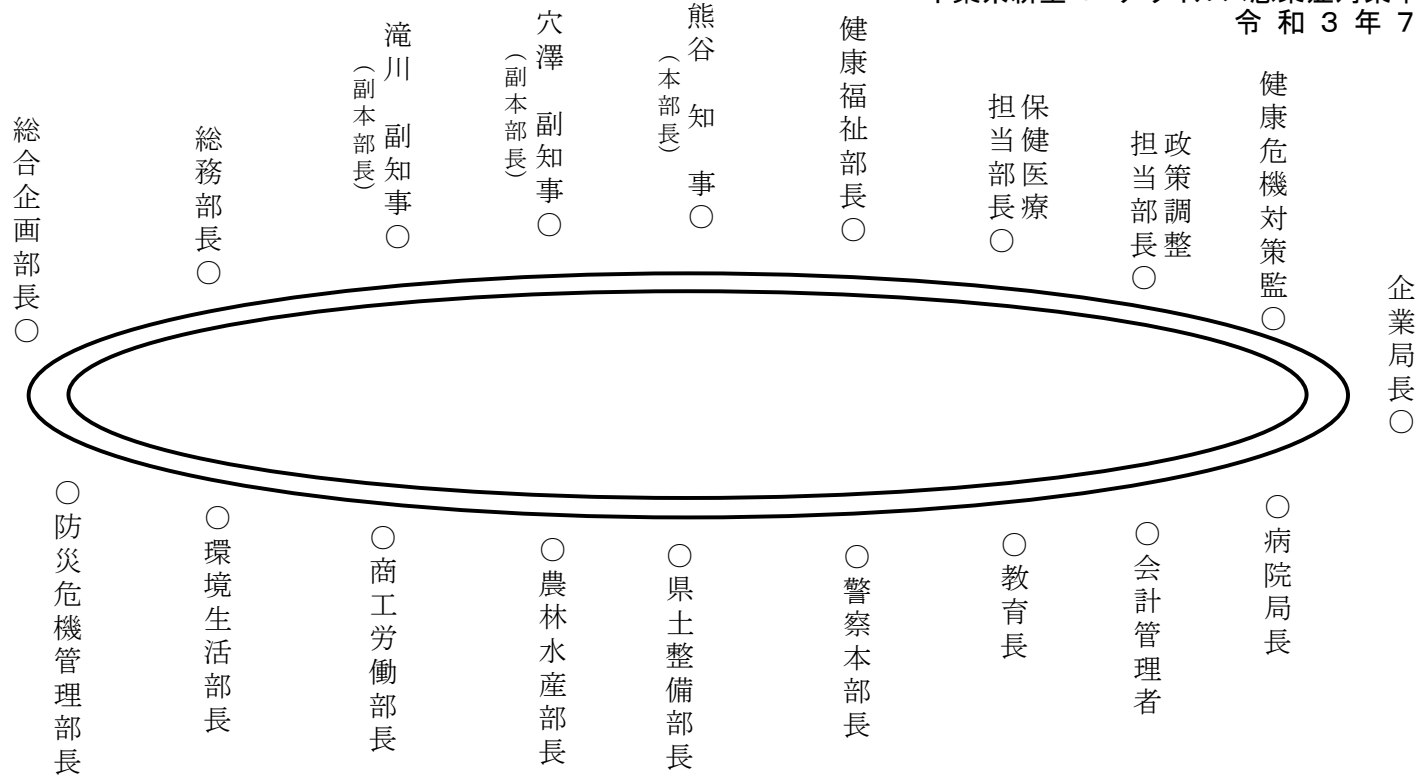 令和3年7
企業局長○
健康危機対策監○
政策調整
担当部長○
保健医療
担当部長○
健康福祉部長○
熊谷 知 事○
(本部長)
穴澤 副知事○
(副本部長)
滝川 副知事○
(副本部長)
総務部長○
総合企画部長○
○病院局長
○会計管理者
○教育長
○警察本部長
○県土整備部長
○農林水産部長
○商工労働部長
○環境生活部長
○防災危機管理部長